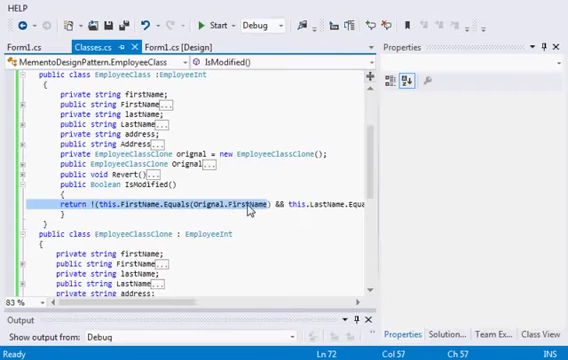 HELP
Start Debug
Form1.cs Classes.cs Form1.cs [Design]
MementoDesignPattern.EmployeeClass IsModified()
public class EmployeeClass :EmployeeInt
{
private string firstName;
public string FirstName...
private string lastName;
public string LastName...
private string address;
public string Address...
private EmployeeClassClone orignal = new EmployeeClassClone();
public EmployeeClassClone Orignal...
public void Revert()...
public Boolean IsModified()
{
return !(this.FirstName.Equals(Orignal.FirstName) && this.LastName.Equa
}
}
public class EmployeeClassClone : EmployeeInt
{
private string firstName;
public string FirstName...
private string lastName;
public string LastName...
private string address;
83 %
Output
Show output from: Debug
Properties
Properties Solution... Team Ex... Class View
Ready Ln 72 Col 57 Ch 57 INS